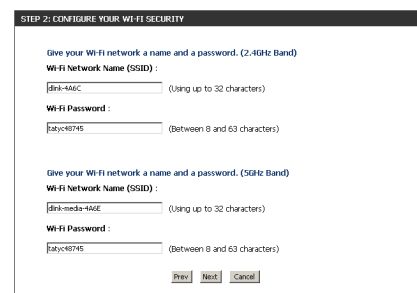 STEP 2: CONFIGURE YOUR WI-FI SECURITY
Give your Wi-Fi network a name and a password. (2.4GHz Band)
Wi-Fi Network Name (SSID) :
dlink-4A6C (Using up to 32 characters)
Wi-Fi Password :
tatyc48745 (Between 8 and 63 characters)
Give your Wi-Fi network a name and a password. (5GHz Band)
Wi-Fi Network Name (SSID) :
dlink-media-4A6E (Using up to 32 characters)
Wi-Fi Password :
tatyc48745 (Between 8 and 63 characters)
Prev Next Cancel